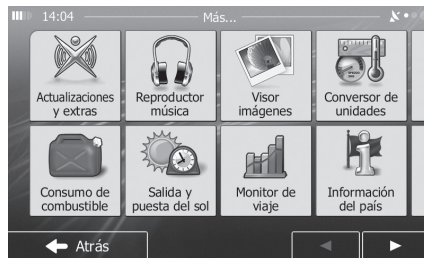 14:04 Más...
Actualizaciones y extras
Reproductor música
Visor imágenes
Conversor de unidades
Consumo de combustible
Salida y puesta del sol
Monitor de viaje
Información del país
Atrás